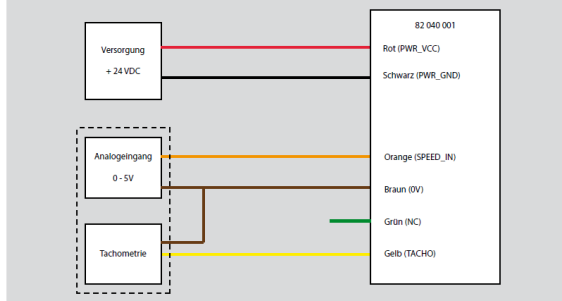 82 040 001
Versorgung
+ 24 VDC
Rot (PWR_VCC)
Schwarz (PWR_GND)
Analogeingang
0 - 5V
Orange (SPEED_IN)
Braun (0V)
Grün (NC)
Tachometrie
Gelb (TACHO)